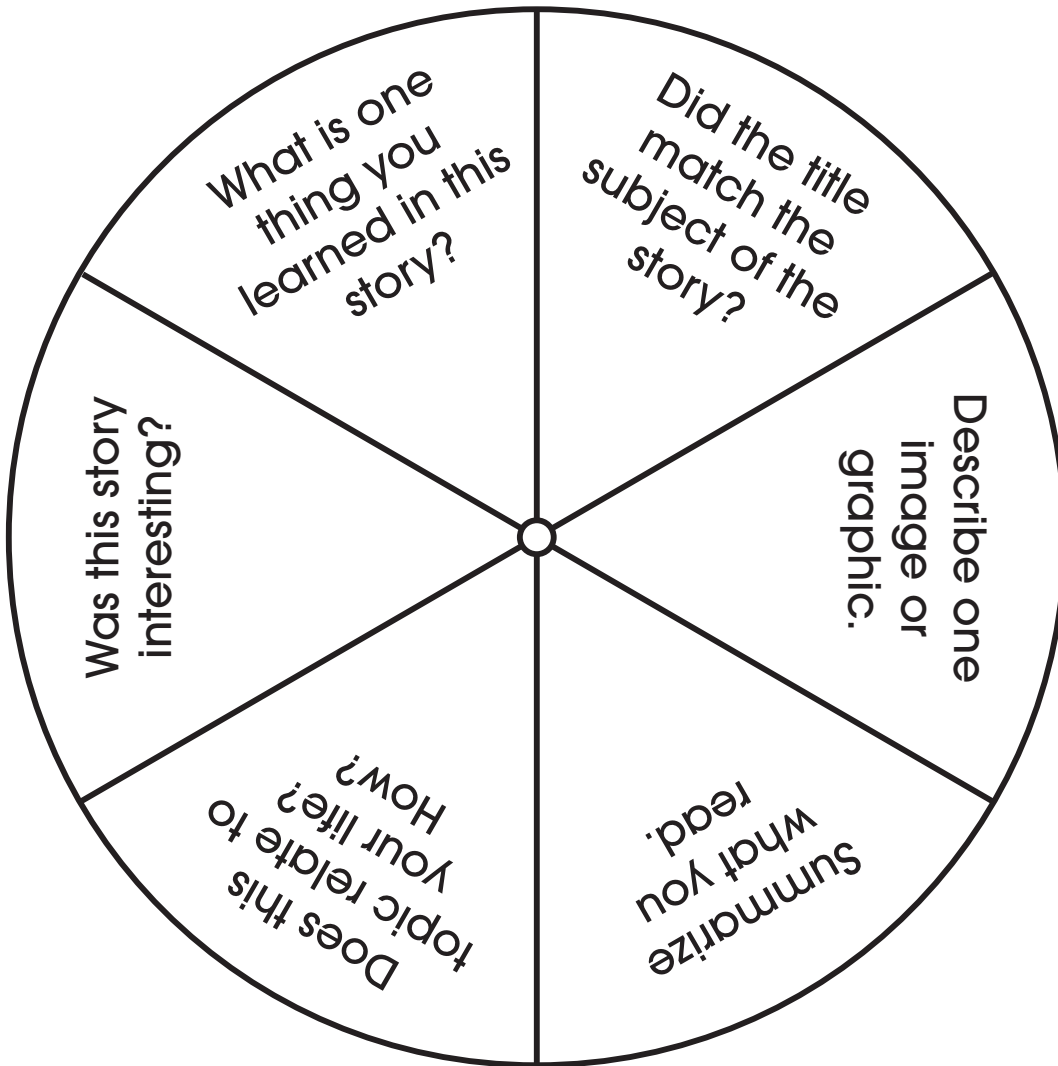 What is one
thing you
learned in this
story?
Did the title
match the
subject of the
story?
Describe one
image or
graphic.
Summarize
what you
read.
Does this
topic relate to
your life?
How?
Was this story
interesting?